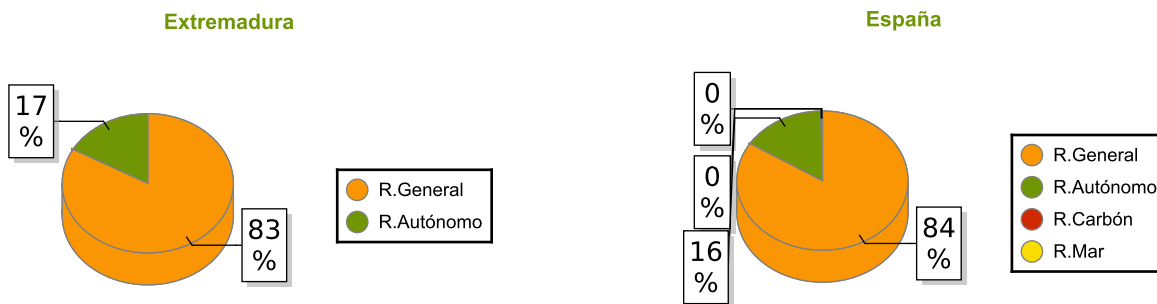 Extremadura
17
%
83
%
R.General
R.Autónomo
España
0
%
0
%
16
%
84
%
R.General
R.Autónomo
R.Carbón
R.Mar